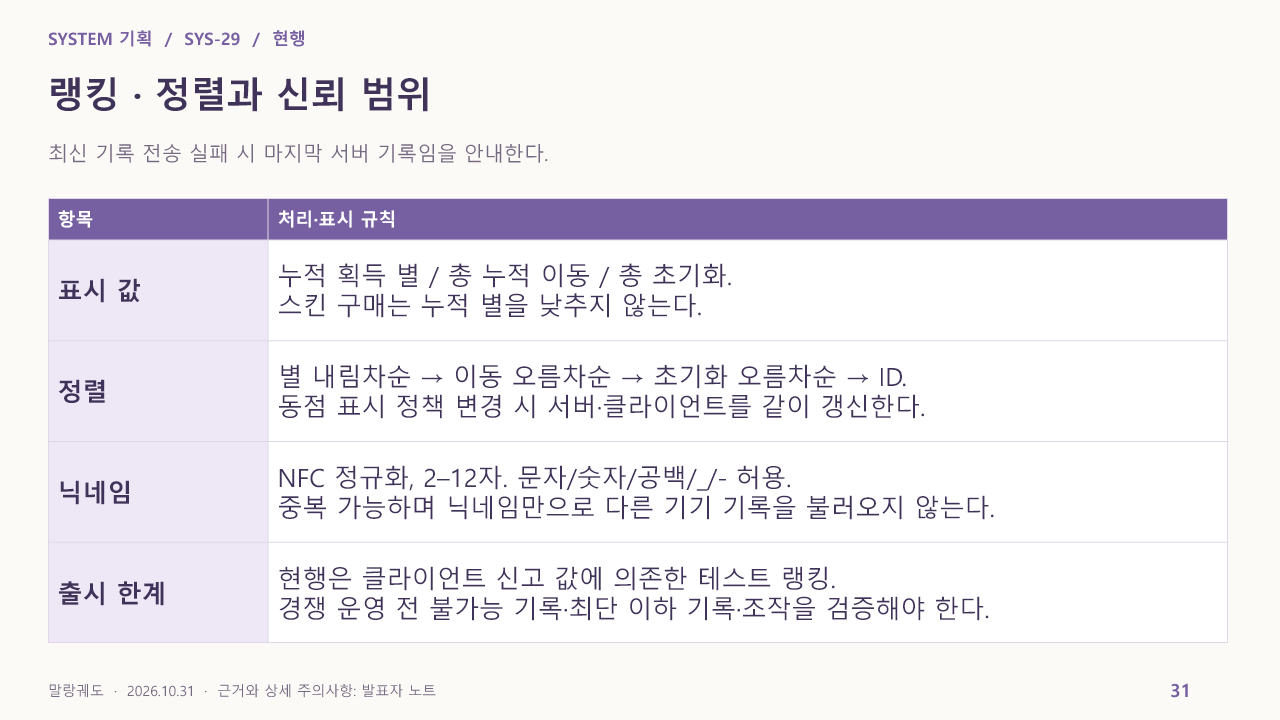 SYSTEM 기획 / SYS-29 / 현행
랭킹 · 정렬과 신뢰 범위
최신 기록 전송 실패 시 마지막 서버 기록임을 안내한다.
항목
처리·표시 규칙
표시 값
누적 획득 별 / 총 누적 이동 / 총 초기화.
스킨 구매는 누적 별을 낮추지 않는다.
정렬
별 내림차순 → 이동 오름차순 → 초기화 오름차순 → ID.
동점 표시 정책 변경 시 서버·클라이언트를 같이 갱신한다.
닉네임
NFC 정규화, 2–12자. 문자/숫자/공백/_/- 허용.
중복 가능하며 닉네임만으로 다른 기기 기록을 불러오지 않는다.
출시 한계
현행은 클라이언트 신고 값에 의존한 테스트 랭킹.
경쟁 운영 전 불가능 기록·최단 이하 기록·조작을 검증해야 한다.
말랑궤도 · 2026.10.31 · 근거와 상세 주의사항: 발표자 노트
31